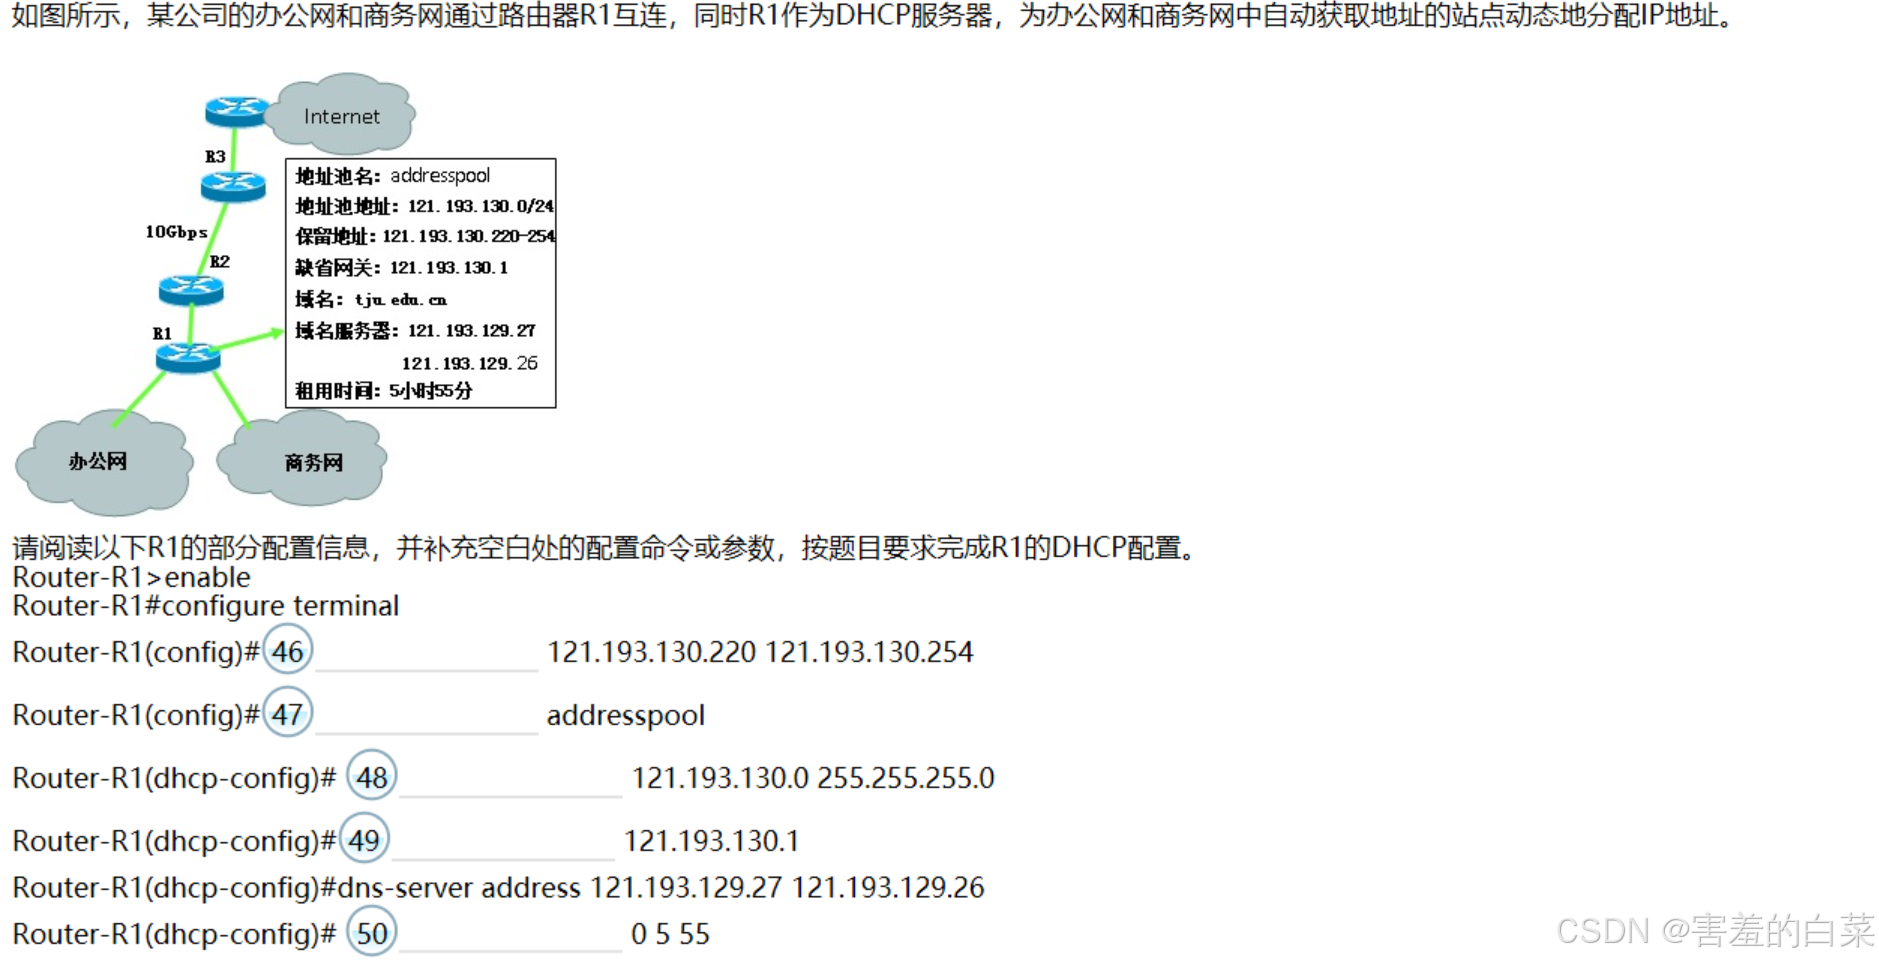 如图所示，某公司的办公网和商务网通过路由器R1互连，同时R1作为DHCP服务器，为办公网和商务网中自动获取地址的站点动态地分配IP地址。
Internet
R3
地址池名：addresspool
地址池地址：121.193.130.0/24
保留地址：121.193.130.220-254
缺省网关：121.193.130.1
域名：tju.edu.cn
域名服务器：121.193.129.27
121.193.129.26
租用时间：5小时55分
10Gbps
R2
R1
办公网
商务网
请阅读以下R1的部分配置信息，并补充空白处的配置命令或参数，按题目要求完成R1的DHCP配置。
Router-R1>enable
Router-R1#configure terminal
Router-R1(config)#46 121.193.130.220 121.193.130.254
Router-R1(config)#47 addresspool
Router-R1(dhcp-config)# 48 121.193.130.0 255.255.255.0
Router-R1(dhcp-config)#49 121.193.130.1
Router-R1(dhcp-config)#dns-server address 121.193.129.27 121.193.129.26
Router-R1(dhcp-config)# 50 0 5 55
CSDN @害羞的白菜